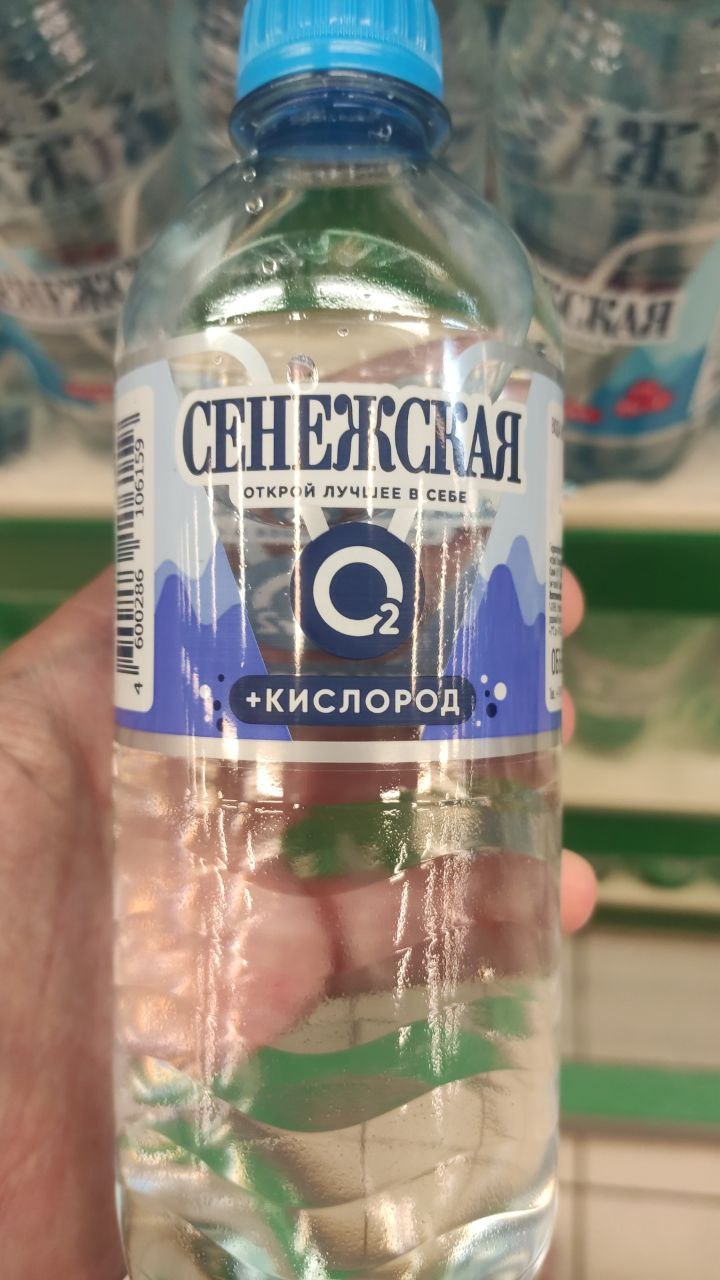 СЕНЕЖСКАЯ
ОТКРОЙ ЛУЧШЕЕ В СЕБЕ
O2
+КИСЛОРОД
4 600286 106159